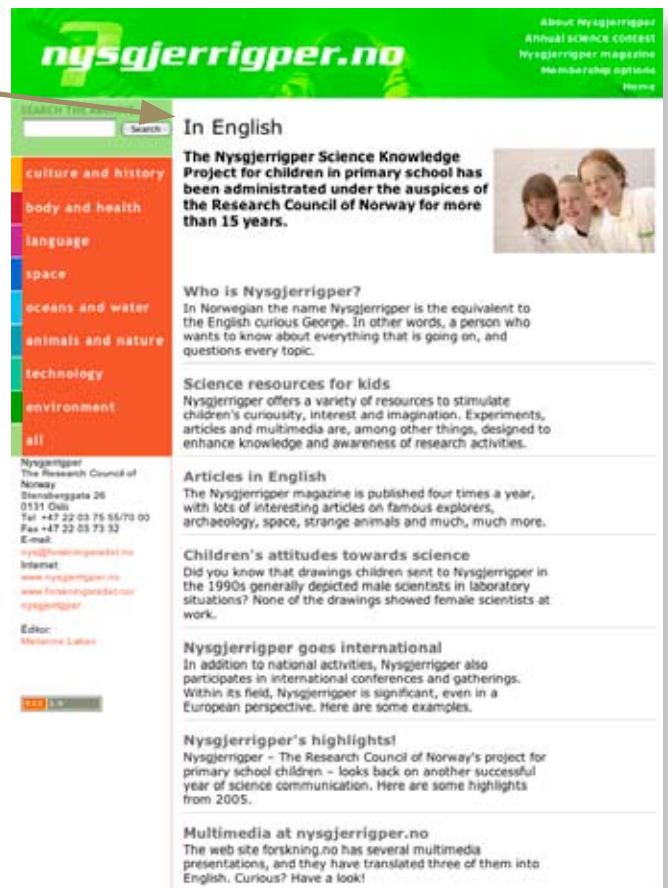 nysgjerrigper.no
About Nysgjerrigper
Annual science contest
Nysgjerrigper magazine
Membership options
Home
SEARCH THE ARCHIVE
Search
culture and history
body and health
language
space
oceans and water
animals and nature
technology
environment
all
Nysgjerrigper
The Research Council of
Norway
Stensberggata 26
0131 Oslo
Tel +47 22 03 75 55/70 00
Fax +47 22 03 73 32
E-mail:
nys@forskningsradet.no
Internet:
www.nysgjerrigper.no
www.forskningsradet.no/
nysgjerrigper
Editor:
Marianne
In English
The Nysgjerrigper Science Knowledge
Project for children in primary school has
been administrated under the auspices of
the Research Council of Norway for more
than 15 years.
Who is Nysgjerrigper?
In Norwegian the name Nysgjerrigper is the equivalent to
the English curious George. In other words, a person who
wants to know about everything that is going on, and
questions every topic.
Science resources for kids
Nysgjerrigper offers a variety of resources to stimulate
children's curiousity, interest and imagination. Experiments,
articles and multimedia are, among other things, designed to
enhance knowledge and awareness of research activities.
Articles in English
The Nysgjerrigper magazine is published four times a year,
with lots of interesting articles on famous explorers,
archaeology, space, strange animals and much, much more.
Children's attitudes towards science
Did you know that drawings children sent to Nysgjerrigper in
the 1990s generally depicted male scientists in laboratory
situations? None of the drawings showed female scientists at
work.
Nysgjerrigper goes international
In addition to national activities, Nysgjerrigper also
participates in international conferences and gatherings.
Within its field, Nysgjerrigper is significant, even in a
European perspective. Here are some examples.
Nysgjerrigper's highlights!
Nysgjerrigper – The Research Council of Norway's project for
primary school children – looks back on another successful
year of science communication. Here are some highlights
from 2005.
Multimedia at nysgjerrigper.no
The web site forskning.no has several multimedia
presentations, and they have translated three of them into
English. Curious? Have a look!